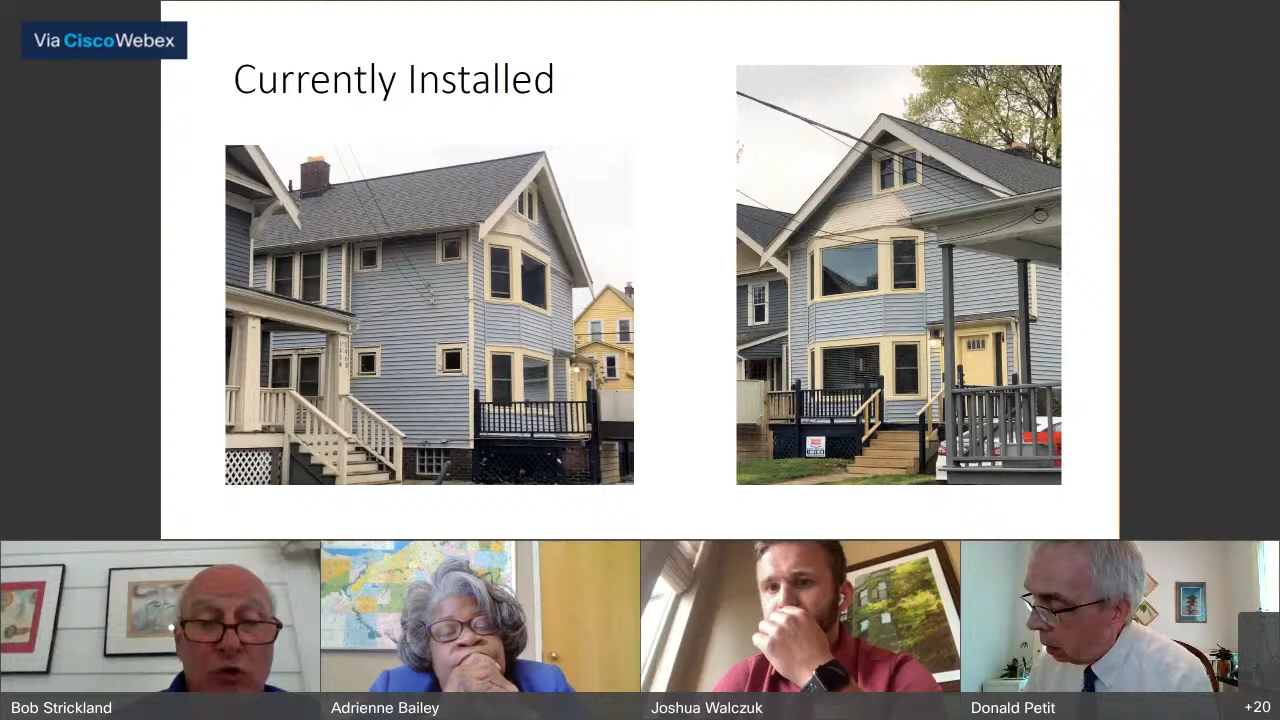 Via Cisco Webex
Currently Installed
Bob Strickland
Adrienne Bailey
Joshua Walczuk
Donald Petit
+20